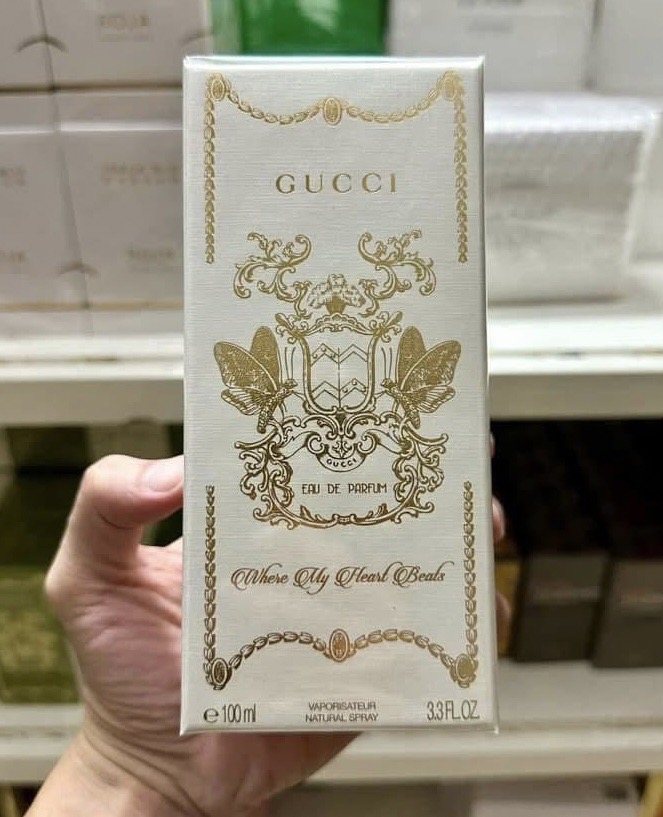 GUCCI
GUCCI
EAU DE PARFUM
Where My Heart Beats
℮ 100 ml
VAPORISATEUR
NATURAL SPRAY
3.3 FL.OZ.